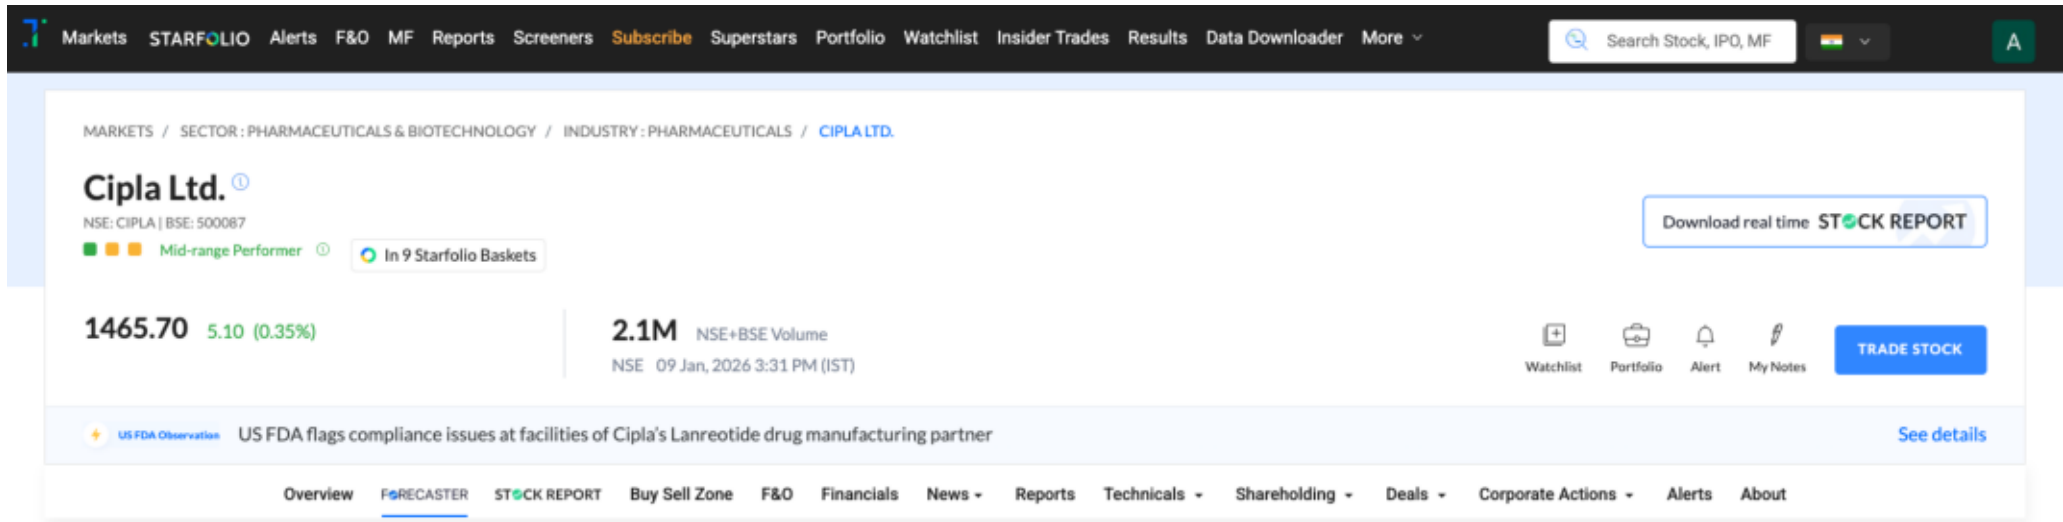 Markets STARFOLIO Alerts F&O MF Reports Screeners Subscribe Superstars Portfolio Watchlist Insider Trades Results Data Downloader More Search Stock, IPO, MF A
MARKETS / SECTOR : PHARMACEUTICALS & BIOTECHNOLOGY / INDUSTRY : PHARMACEUTICALS / CIPLA LTD.
Cipla Ltd.
NSE: CIPLA | BSE: 500087
Mid-range Performer In 9 Starfolio Baskets
Download real time STOCK REPORT
1465.70 5.10 (0.35%)
2.1M NSE+BSE Volume
NSE 09 Jan, 2026 3:31 PM (IST)
Watchlist Portfolio Alert My Notes TRADE STOCK
US FDA Observation US FDA flags compliance issues at facilities of Cipla's Lanreotide drug manufacturing partner See details
Overview FORECASTER STOCK REPORT Buy Sell Zone F&O Financials News Reports Technicals Shareholding Deals Corporate Actions Alerts About